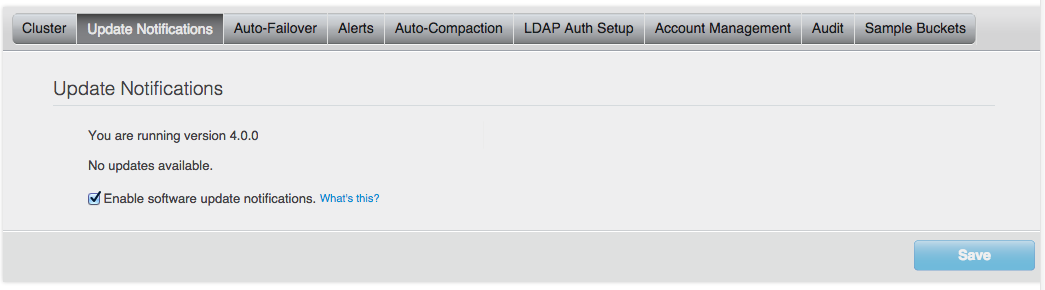 Cluster Update Notifications Auto-Failover Alerts Auto-Compaction LDAP Auth Setup Account Management Audit Sample Buckets
Update Notifications
You are running version 4.0.0
No updates available.
Enable software update notifications. What's this?
Save